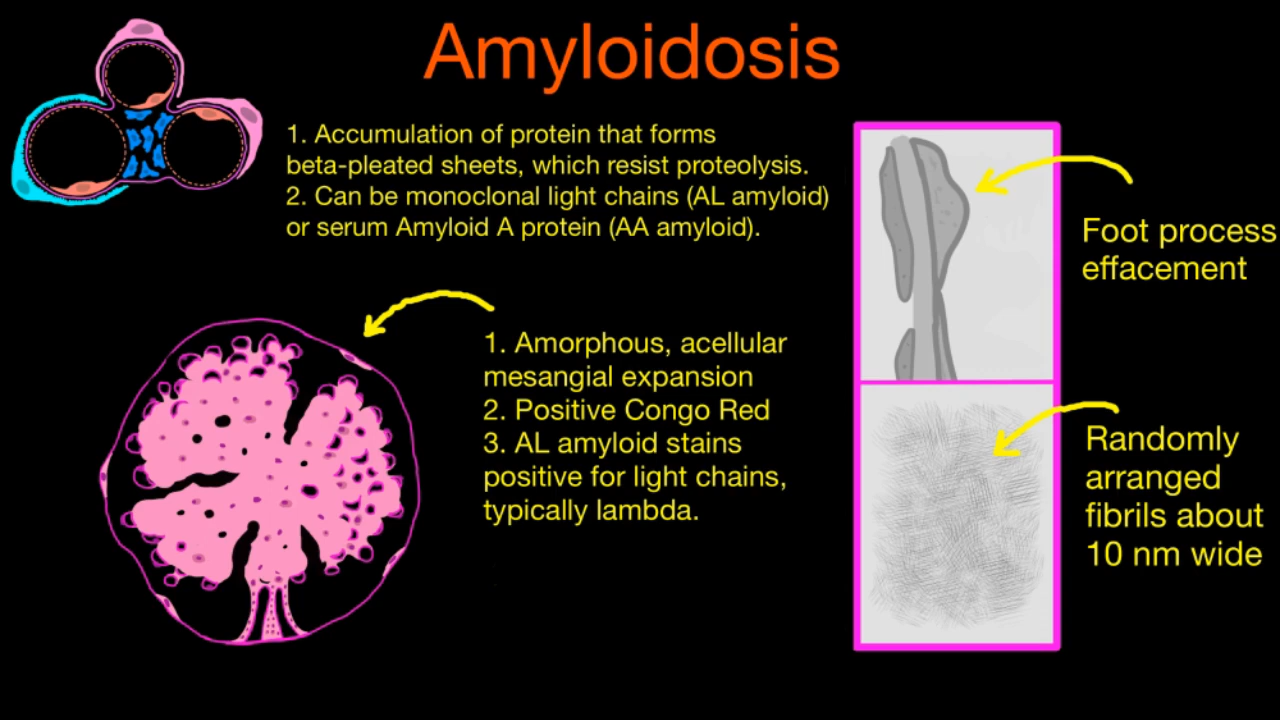 Amyloidosis
1. Accumulation of protein that forms
beta-pleated sheets, which resist proteolysis.
2. Can be monoclonal light chains (AL amyloid)
or serum Amyloid A protein (AA amyloid).
Foot process
effacement
1. Amorphous, acellular
mesangial expansion
2. Positive Congo Red
3. AL amyloid stains
positive for light chains,
typically lambda.
Randomly
arranged
fibrils about
10 nm wide